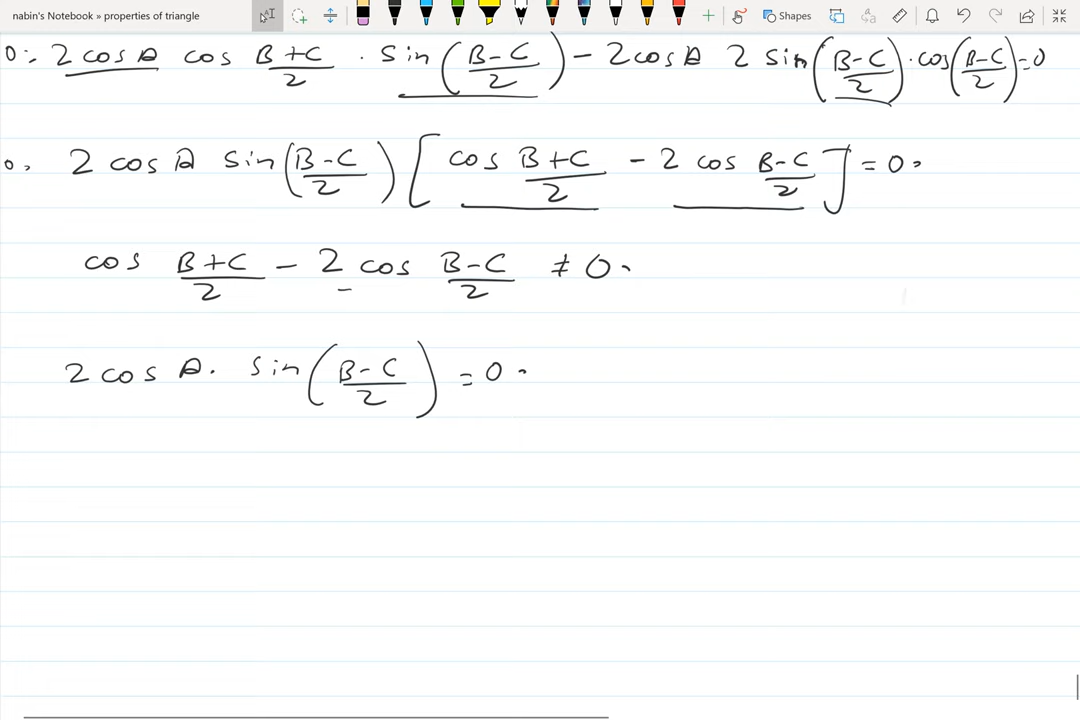 nabin's Notebook » properties of triangle
Shapes
0: 2 cos A cos (B+C)/2 · sin((B-C)/2) - 2cos A 2 sin((B-C)/2) · cos((B-C)/2) = 0
0, 2 cos A sin((B-C)/2) [cos (B+C)/2 - 2 cos (B-C)/2] = 0.
cos (B+C)/2 - 2 cos (B-C)/2 ≠ 0.
2 cos A. sin((B-C)/2) = 0.